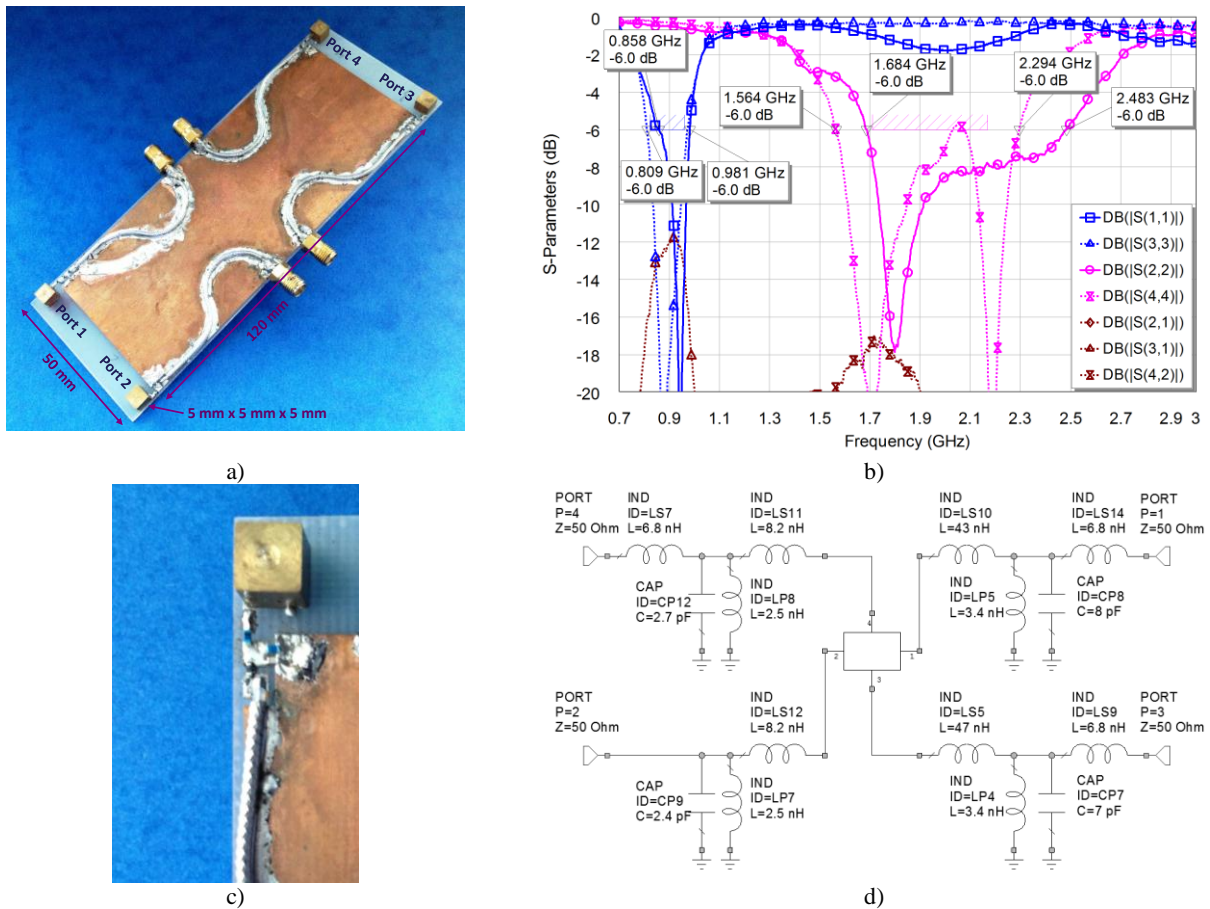 Port 4
Port 3
Port 1
Port 2
120 mm
50 mm
5 mm x 5 mm x 5 mm
a)
0
-2
-4
-6
-8
-10
-12
-14
-16
-18
-20
S-Parameters (dB)
0.858 GHz
-6.0 dB
1.684 GHz
-6.0 dB
2.294 GHz
-6.0 dB
1.564 GHz
-6.0 dB
2.483 GHz
-6.0 dB
0.809 GHz
-6.0 dB
0.981 GHz
-6.0 dB
DB(|S(1,1)|)
DB(|S(3,3)|)
DB(|S(2,2)|)
DB(|S(4,4)|)
DB(|S(2,1)|)
DB(|S(3,1)|)
DB(|S(4,2)|)
0.7 0.9 1.1 1.3 1.5 1.7 1.9 2.1 2.3 2.5 2.7 2.9 3
Frequency (GHz)
b)
c)
PORT
P=4
Z=50 Ohm
IND
ID=LS7
L=6.8 nH
IND
ID=LS11
L=8.2 nH
IND
ID=LS10
L=43 nH
IND
ID=LS14
L=6.8 nH
PORT
P=1
Z=50 Ohm
CAP
ID=CP12
C=2.7 pF
IND
ID=LP8
L=2.5 nH
IND
ID=LP5
L=3.4 nH
CAP
ID=CP8
C=8 pF
4
2
1
3
PORT
P=2
Z=50 Ohm
IND
ID=LS12
L=8.2 nH
IND
ID=LS5
L=47 nH
IND
ID=LS9
L=6.8 nH
PORT
P=3
Z=50 Ohm
CAP
ID=CP9
C=2.4 pF
IND
ID=LP7
L=2.5 nH
IND
ID=LP4
L=3.4 nH
CAP
ID=CP7
C=7 pF
d)